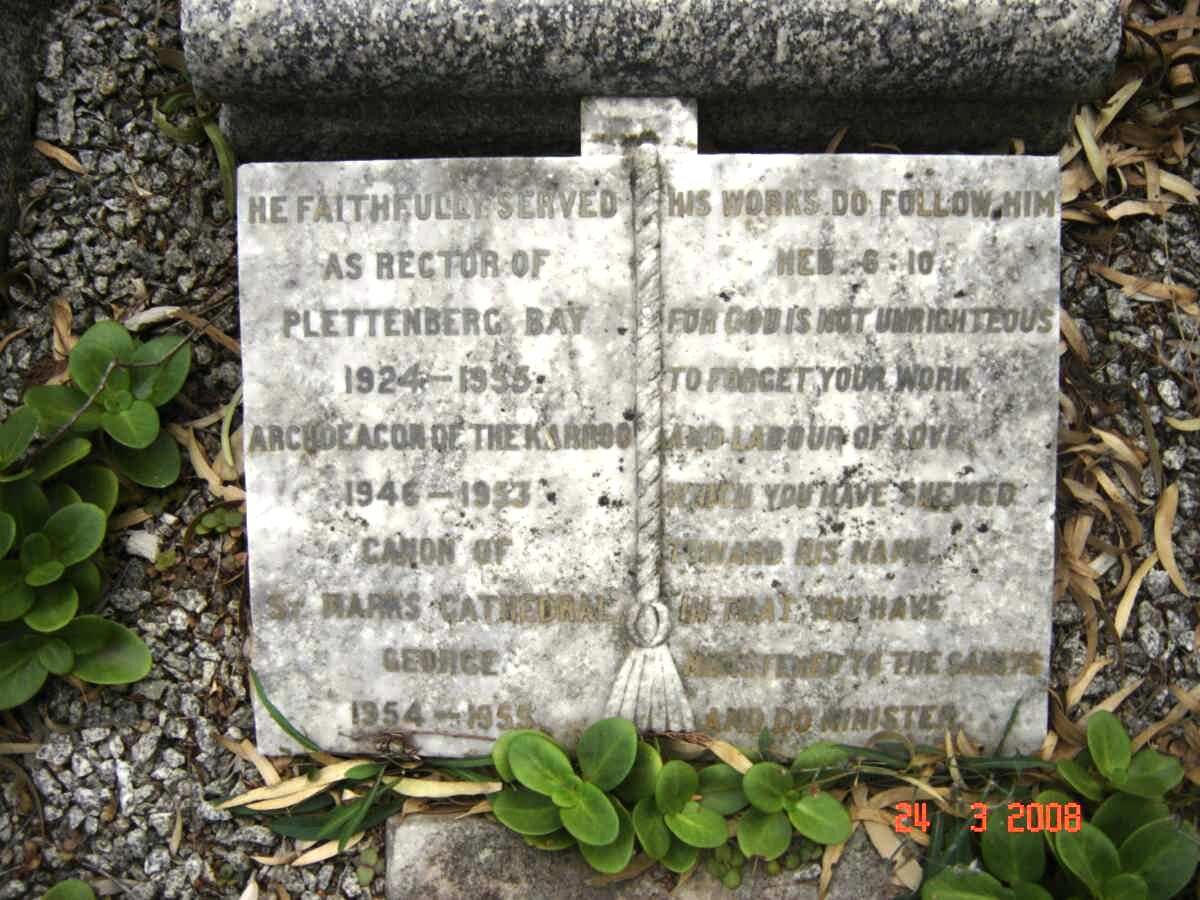 HE FAITHFULLY SERVED
AS RECTOR OF
PLETTENBERG BAY
1924-1955
ARCHDEACON OF THE KARROO
1946-1953
CANON OF
ST MARKS CATHEDRAL
GEORGE
1954-1955
HIS WORKS DO FOLLOW HIM
HEB. 6:10
FOR GOD IS NOT UNRIGHTEOUS
TO FORGET YOUR WORK
AND LABOUR OF LOVE
WHICH YOU HAVE SHEWED
TOWARD HIS NAME
IN THAT YOU HAVE
MINISTERED TO THE SAINTS
AND DO MINISTER
24 3 2008